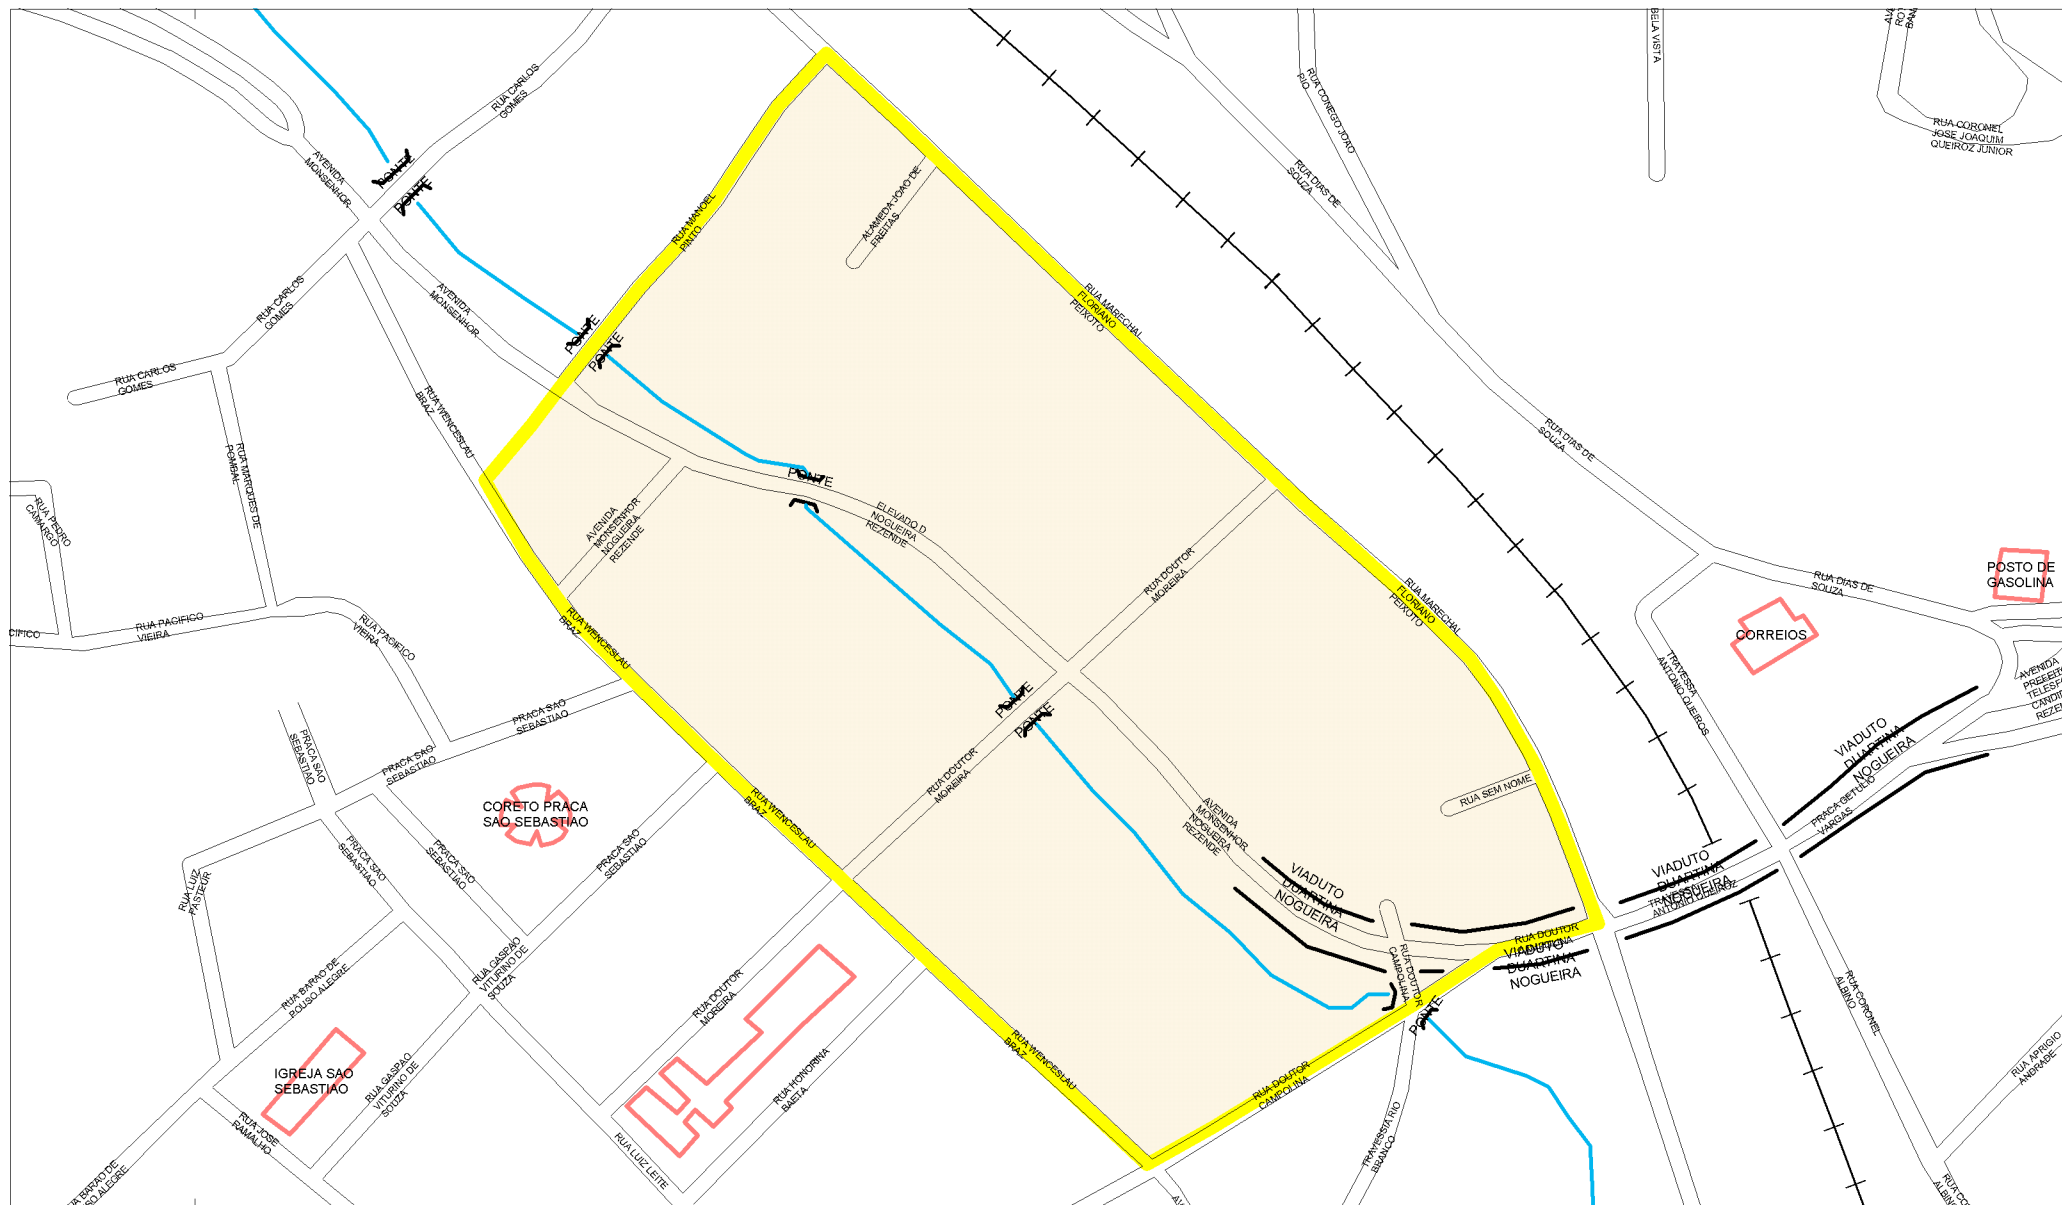 BELA VISTA
RUA CARLOS
GOMES
RUA CONEGO JOAO
PIO
RUA CORONEL
JOSE JOAQUIM
QUEIROZ JUNIOR
AVENIDA
MONSENHOR
PONTE
PONTE
RUA DIAS DE
SOUZA
ALAMEDA JOAO DE
FREITAS
RUA MANOEL
PINTO
RUA CARLOS
GOMES
AVENIDA
MONSENHOR
RUA MARECHAL
FLORIANO
PEIXOTO
PONTE
PONTE
RUA CARLOS
GOMES
RUA WENCESLAU
BRAZ
RUA DIAS DE
SOUZA
RUA MARQUES DE
POMBAL
PONTE
RUA PEDRO
CAMARGO
AVENIDA
MONSENHOR
NOGUEIRA
REZENDE
ELEVADO D
NOGUEIRA
REZENDE
RUA DOUTOR
MOREIRA
RUA MARECHAL
FLORIANO
PEIXOTO
RUA DIAS DE
SOUZA
POSTO DE
GASOLINA
CIFICO
RUA PACIFICO
VIEIRA
RUA PACIFICO
VIEIRA
RUA WENCESLAU
BRAZ
CORREIOS
TRAVESSA
ANTONIO QUEIROS
AVENIDA
PREFEITO
PRACA SAO
SEBASTIAO
PONTE
PONTE
PRACA SAO
SEBASTIAO
PRACA SAO
SEBASTIAO
VIADUTO
DUARTINA
NOGUEIRA
RUA DOUTOR
MOREIRA
RUA SEM NOME
CORETO PRACA
SAO SEBASTIAO
RUA WENCESLAU
BRAZ
AVENIDA
MONSENHOR
NOGUEIRA
REZENDE
PRACA GETULIO
VARGAS
PRACA SAO
SEBASTIAO
PRACA SAO
SEBASTIAO
PRACA SAO
SEBASTIAO
RUA LUIZ
PASTEUR
VIADUTO
DUARTINA
NOGUEIRA
VIADUTO
DUARTINA
NOGUEIRA
TRAVESSA
ANTONIO QUEIROZ
RUA DOUTOR
CAMPOLINA
VIADUTO
DUARTINA
NOGUEIRA
RUA GASPAO
VITURINO DE
SOUZA
RUA BARAO DE
POUSO ALEGRE
RUA DOUTOR
MOREIRA
RUA DOUTOR
CAMPOLINA
PONTE
RUA CORONEL
ALBINO
IGREJA SAO
SEBASTIAO
RUA GASPAO
VITURINO DE
SOUZA
RUA HONORINA
BAETA
RUA WENCESLAU
BRAZ
RUA DOUTOR
CAMPOLINA
RUA APRIGIO
ANDRADE
RUA JOSE
RAMALHO
RUA LUIZ LEITE
TRAVESSIA RIO
BRANCO